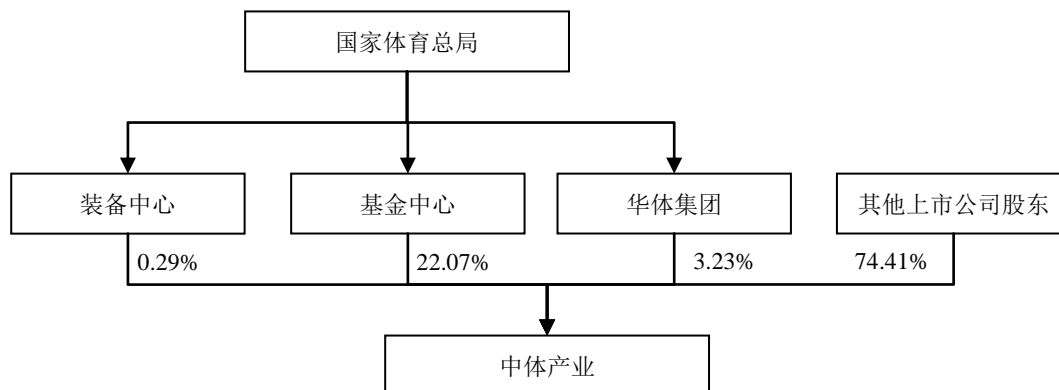 国家体育总局
装备中心
基金中心
华体集团
其他上市公司股东
0.29%
22.07%
3.23%
74.41%
中体产业